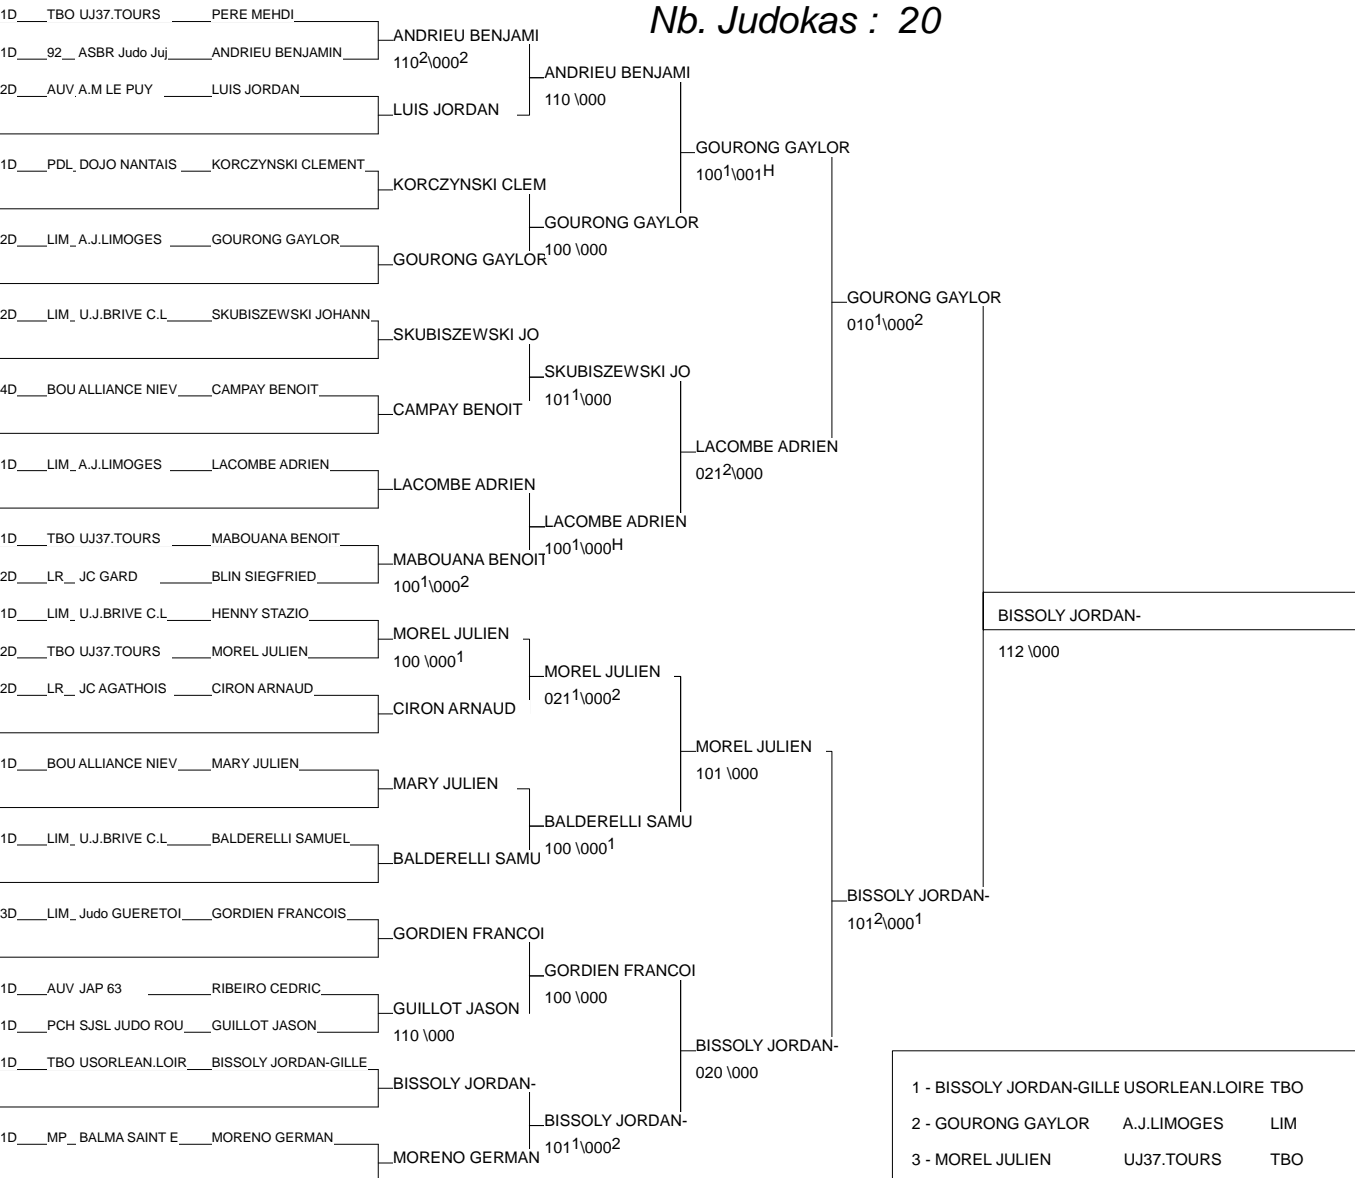 Nb. Judokas : 20
1D TBO UJ37.TOURS PERE MEHDI
1D 92 ASBR Judo Juj ANDRIEU BENJAMIN
2D AUV A.M LE PUY LUIS JORDAN
1D PDL DOJO NANTAIS KORCZYNSKI CLEMENT
2D LIM A.J.LIMOGES GOURONG GAYLOR
2D LIM U.J.BRIVE C.L SKUBISZEWSKI JOHANN
4D BOU ALLIANCE NIEV CAMPAY BENOIT
1D LIM A.J.LIMOGES LACOMBE ADRIEN
1D TBO UJ37.TOURS MABOUANA BENOIT
2D LR JC GARD BLIN SIEGFRIED
1D LIM U.J.BRIVE C.L HENNY STAZIO
2D TBO UJ37.TOURS MOREL JULIEN
2D LR JC AGATHOIS CIRON ARNAUD
1D BOU ALLIANCE NIEV MARY JULIEN
1D LIM U.J.BRIVE C.L BALDERELLI SAMUEL
3D LIM Judo GUERETOI GORDIEN FRANCOIS
1D AUV JAP 63 RIBEIRO CEDRIC
1D PCH SJSL JUDO ROU GUILLOT JASON
1D TBO USORLEAN.LOIR BISSOLY JORDAN-GILLE
1D MP BALMA SAINT E MORENO GERMAN
ANDRIEU BENJAMI
110²\000²
LUIS JORDAN
KORCZYNSKI CLEM
GOURONG GAYLOR
SKUBISZEWSKI JO
CAMPAY BENOIT
LACOMBE ADRIEN
MABOUANA BENOIT
100¹\000²
MOREL JULIEN
100 \000¹
CIRON ARNAUD
MARY JULIEN
BALDERELLI SAMU
GORDIEN FRANCOI
GUILLOT JASON
110 \000
BISSOLY JORDAN-
MORENO GERMAN
ANDRIEU BENJAMI
110 \000
GOURONG GAYLOR
100 \000
SKUBISZEWSKI JO
101¹\000
LACOMBE ADRIEN
100¹\000ᴴ
MOREL JULIEN
021¹\000²
BALDERELLI SAMU
100 \000¹
GORDIEN FRANCOI
100 \000
BISSOLY JORDAN-
101¹\000²
GOURONG GAYLOR
100¹\001ᴴ
LACOMBE ADRIEN
021²\000
MOREL JULIEN
101 \000
BISSOLY JORDAN-
020 \000
GOURONG GAYLOR
010¹\000²
BISSOLY JORDAN-
101²\000¹
BISSOLY JORDAN-
112 \000
1 - BISSOLY JORDAN-GILLE USORLEAN.LOIRE TBO
2 - GOURONG GAYLOR A.J.LIMOGES LIM
3 - MOREL JULIEN UJ37.TOURS TBO